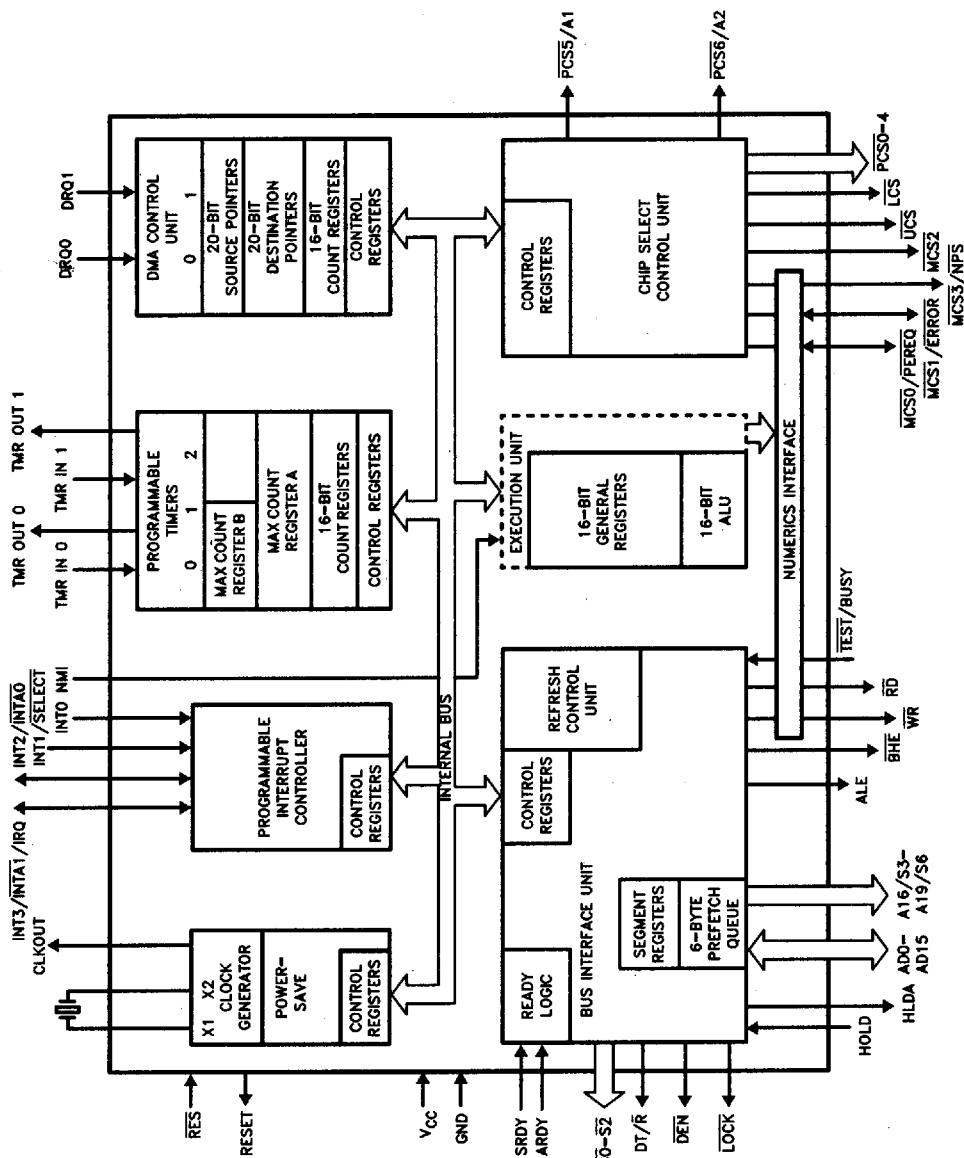 INT3/INTA1/IRQ
INT2/INTA0
INT1/SELECT
INT0
NMI
TMR OUT 1
TMR IN 1
TMR OUT 0
TMR IN 0
DRQ1
DRQ0
CLKOUT
X1 X2
CLOCK
GENERATOR
POWER-
SAVE
CONTROL
REGISTERS
PROGRAMMABLE
INTERRUPT
CONTROLLER
CONTROL
REGISTERS
PROGRAMMABLE
TIMERS
0 1 2
MAX COUNT
REGISTER B
MAX COUNT
REGISTER A
16-BIT
COUNT REGISTERS
CONTROL REGISTERS
DMA CONTROL
UNIT
0 1
20-BIT
SOURCE POINTERS
20-BIT
DESTINATION
POINTERS
16-BIT
COUNT REGISTERS
CONTROL
REGISTERS
RES
RESET
VCC
GND
INTERNAL BUS
SRDY
ARDY
S2
DT/R
DEN
LOCK
READY
LOGIC
BUS INTERFACE UNIT
CONTROL
REGISTERS
REFRESH
CONTROL
UNIT
SEGMENT
REGISTERS
6-BYTE
PREFETCH
QUEUE
EXECUTION UNIT
16-BIT
GENERAL
REGISTERS
16-BIT
ALU
CONTROL
REGISTERS
CHIP SELECT
CONTROL UNIT
NUMERICS INTERFACE
PCS5/A1
PCS6/A2
HOLD
HLDA
AD0-
AD15
A16/S3-
A19/S6
ALE
BHE
WR
RD
TEST/BUSY
MCS0/PEREQ
MCS1/ERROR
MCS3/NPS
MCS2
UCS
LCS
PCS0-4